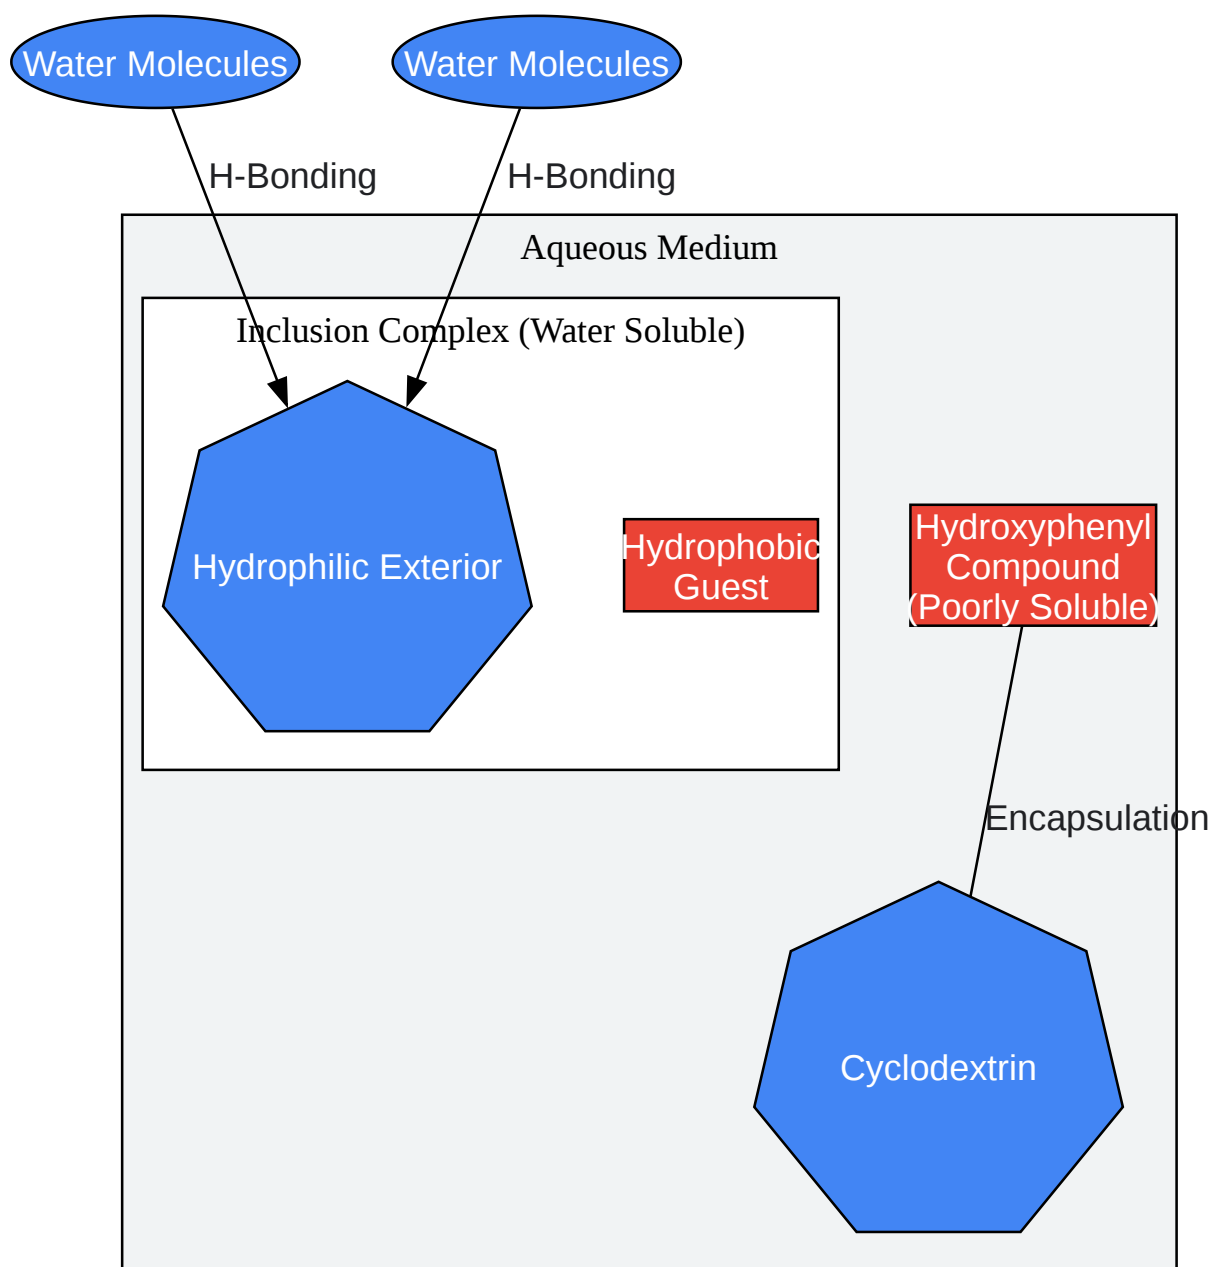 Water Molecules
Water Molecules
H-Bonding
H-Bonding
Aqueous Medium
Inclusion Complex (Water Soluble)
Hydrophilic Exterior
Hydrophobic
Guest
Hydroxyphenyl
Compound
(Poorly Soluble)
Encapsulation
Cyclodextrin